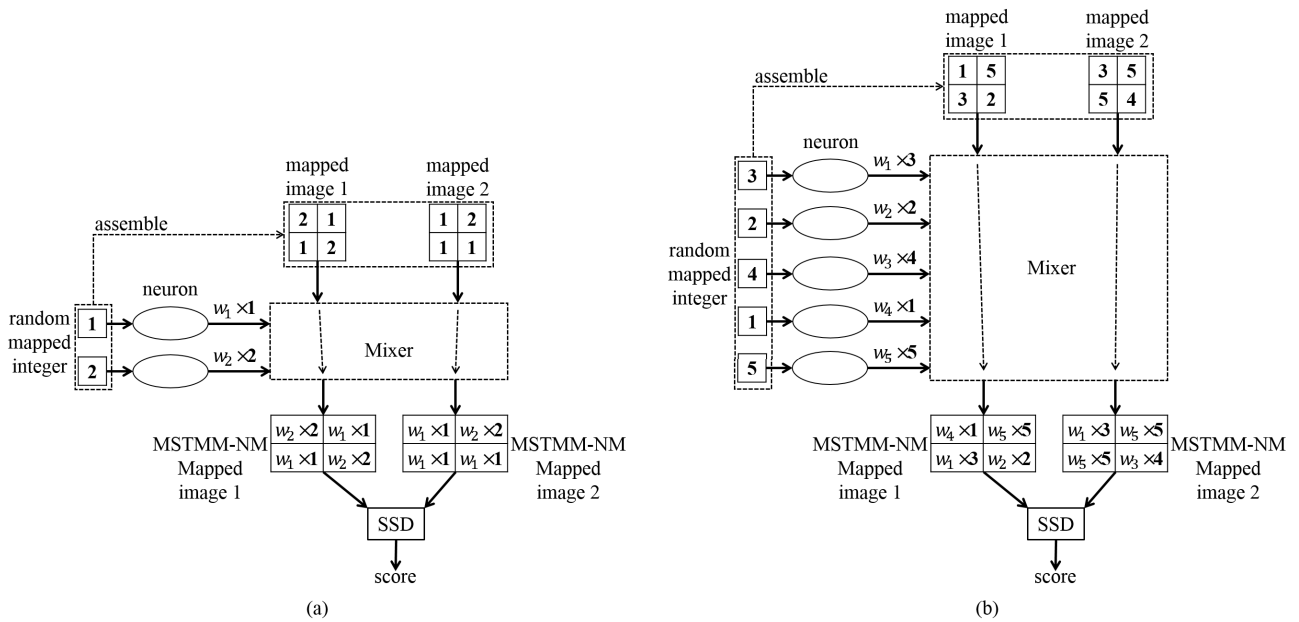 mapped
image 1
mapped
image 2
2 1
1 2
1 2
1 1
assemble
neuron
random
mapped
integer
1
2
w1 ×1
w2 ×2
Mixer
MSTMM-NM
Mapped
image 1
w2 ×2 w1 ×1
w1 ×1 w2 ×2
w1 ×1 w2 ×2
w1 ×1 w1 ×1
MSTMM-NM
Mapped
image 2
SSD
score
(a)
mapped
image 1
mapped
image 2
1 5
3 2
3 5
5 4
assemble
neuron
random
mapped
integer
3
2
4
1
5
w1 ×3
w2 ×2
w3 ×4
w4 ×1
w5 ×5
Mixer
MSTMM-NM
Mapped
image 1
w4 ×1 w5 ×5
w1 ×3 w2 ×2
w1 ×3 w5 ×5
w5 ×5 w3 ×4
MSTMM-NM
Mapped
image 2
SSD
score
(b)